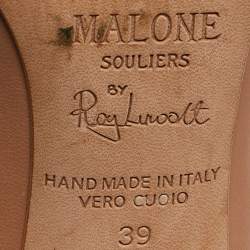 MALONE
SOULIERS
BY
Roy Luwolt
HAND MADE IN ITALY
VERO CUOIO
39